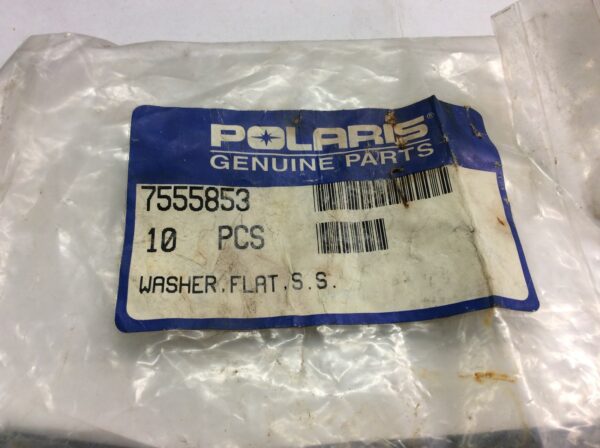 POLARIS®
GENUINE PARTS
7555853
10 PCS
WASHER.FLAT.S.S.